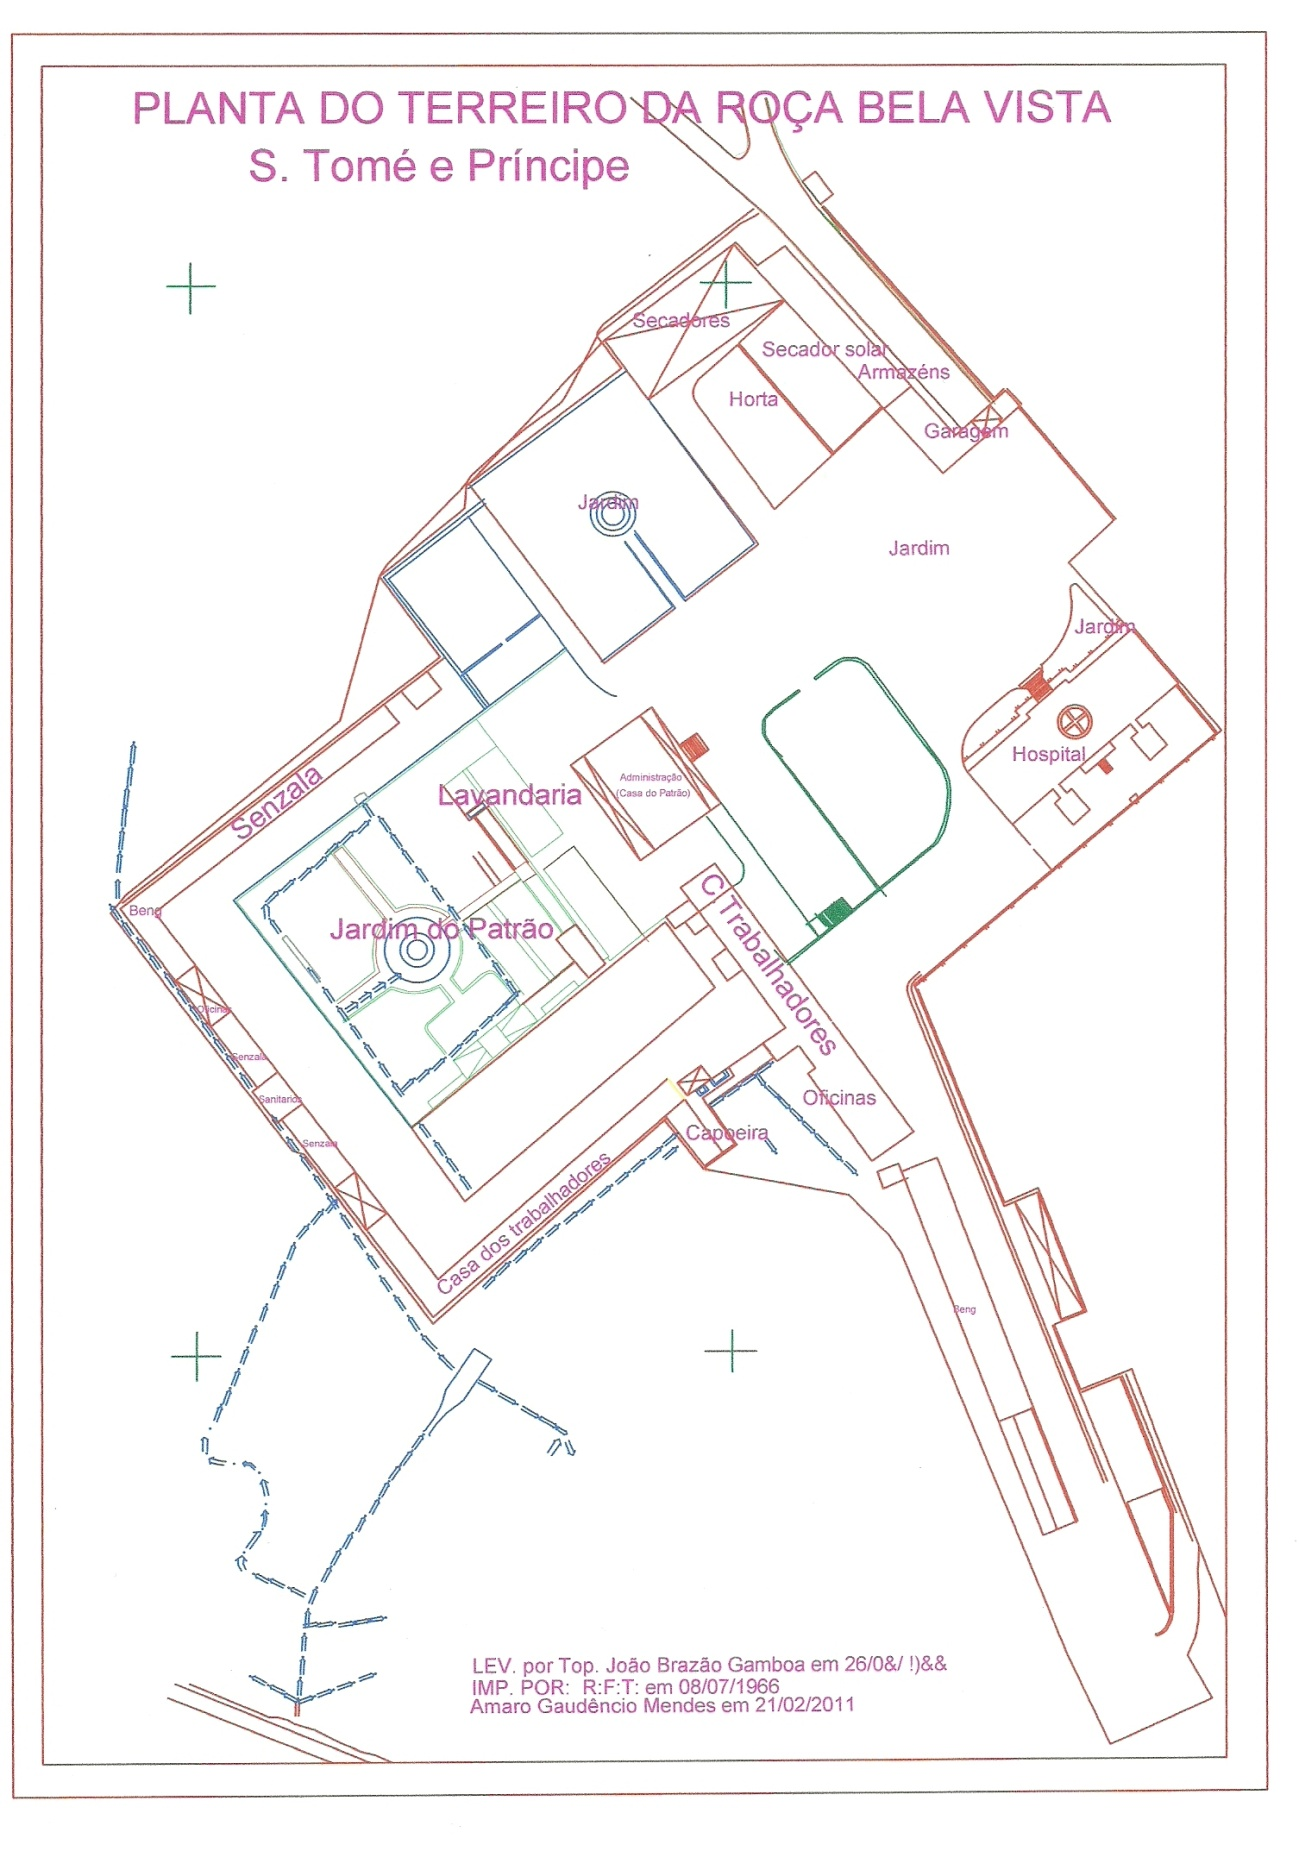 PLANTA DO TERREIRO DA ROÇA BELA VISTA
S. Tomé e Príncipe
Secadores
Secador solar
Armazéns
Horta
Garagem
Jardim
Jardim
Jardim
Hospital
Senzala
Lavandaria
Administração
(Casa do Patrão)
Beng
Jardim do Patrão
C Trabalhadores
Oficinas
Senzala
Sanitarios
Senzala
Oficinas
Capoeira
Casa dos trabalhadores
Beng
LEV. por Top. João Brazão Gamboa em 26/0&/ !)&&
IMP. POR: R:F:T: em 08/07/1966
Amaro Gaudêncio Mendes em 21/02/2011